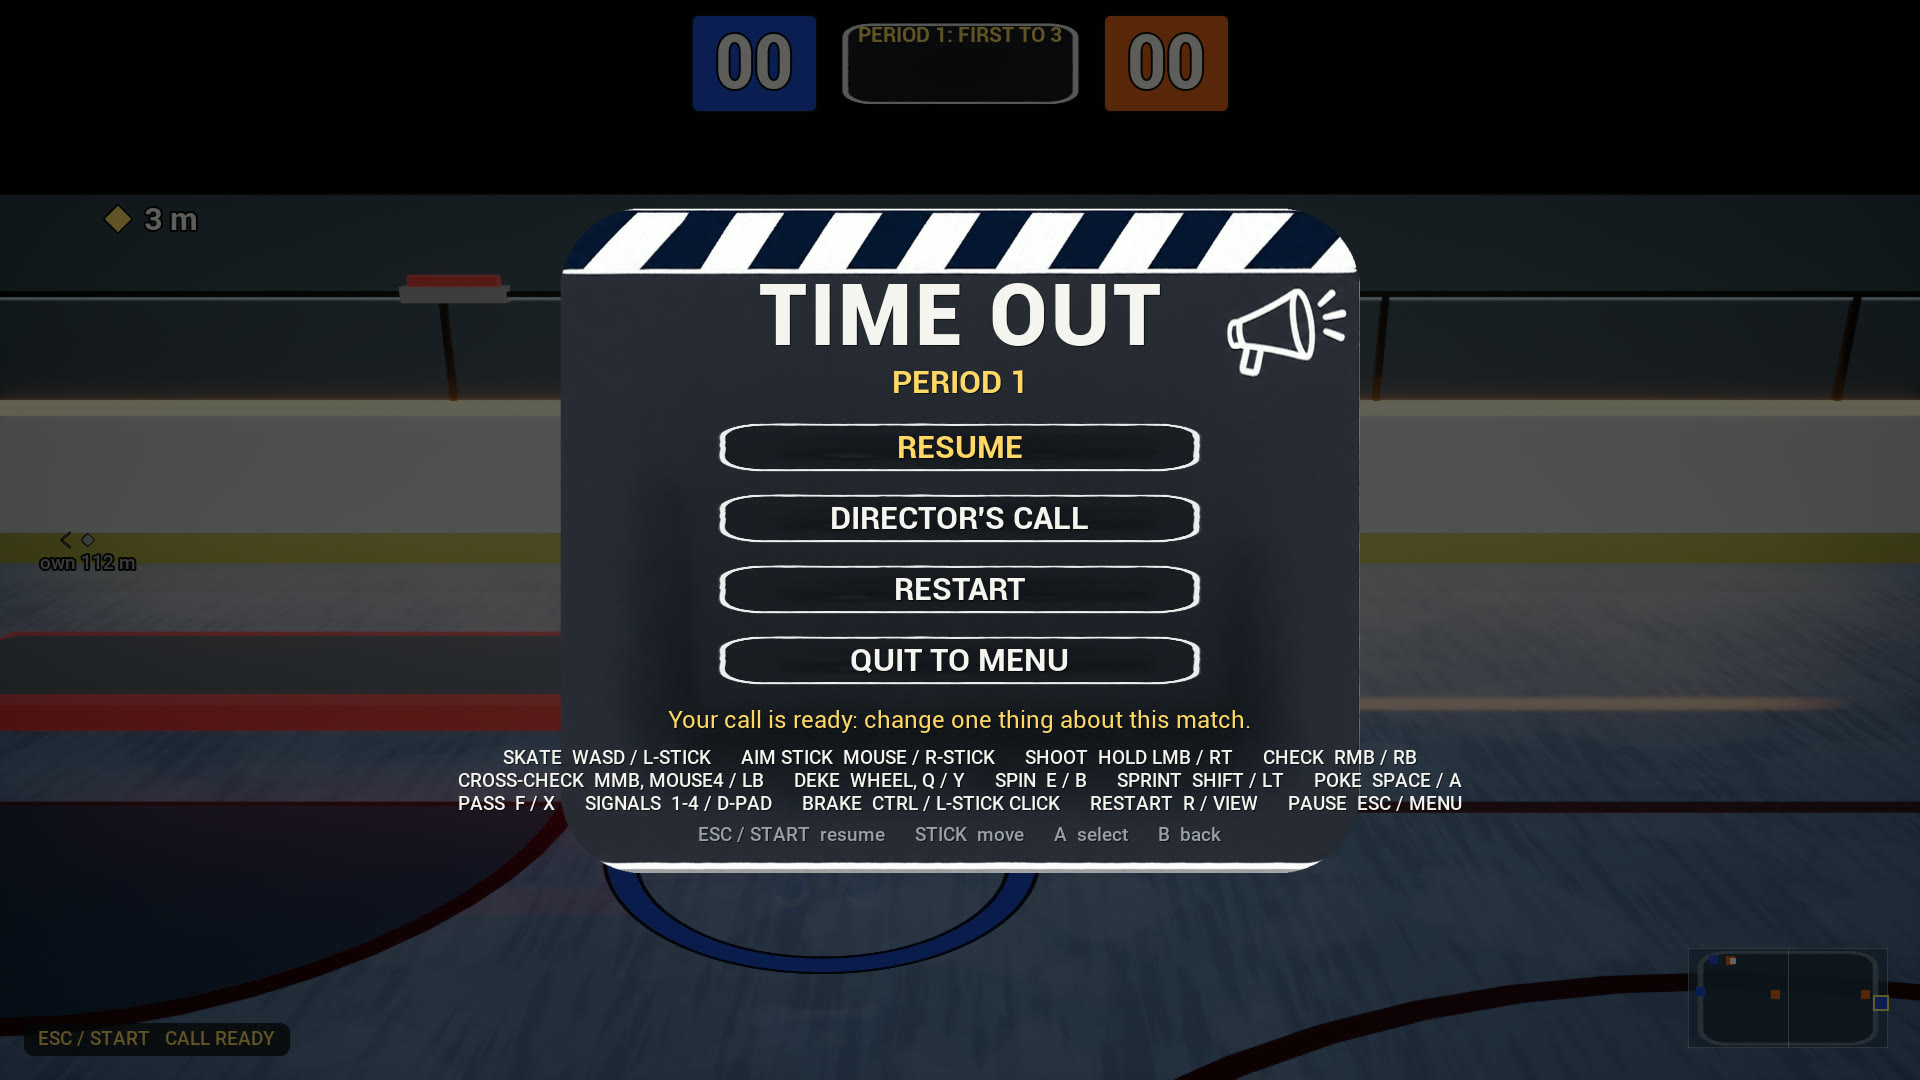 00
PERIOD 1: FIRST TO 3
00
3 m
TIME OUT
PERIOD 1
RESUME
DIRECTOR'S CALL
< own 112 m
RESTART
QUIT TO MENU
Your call is ready: change one thing about this match.
SKATE WASD / L-STICK AIM STICK MOUSE / R-STICK SHOOT HOLD LMB / RT CHECK RMB / RB
CROSS-CHECK MMB, MOUSE4 / LB DEKE WHEEL, Q / Y SPIN E / B SPRINT SHIFT / LT POKE SPACE / A
PASS F / X SIGNALS 1-4 / D-PAD BRAKE CTRL / L-STICK CLICK RESTART R / VIEW PAUSE ESC / MENU
ESC / START resume STICK move A select B back
ESC / START CALL READY